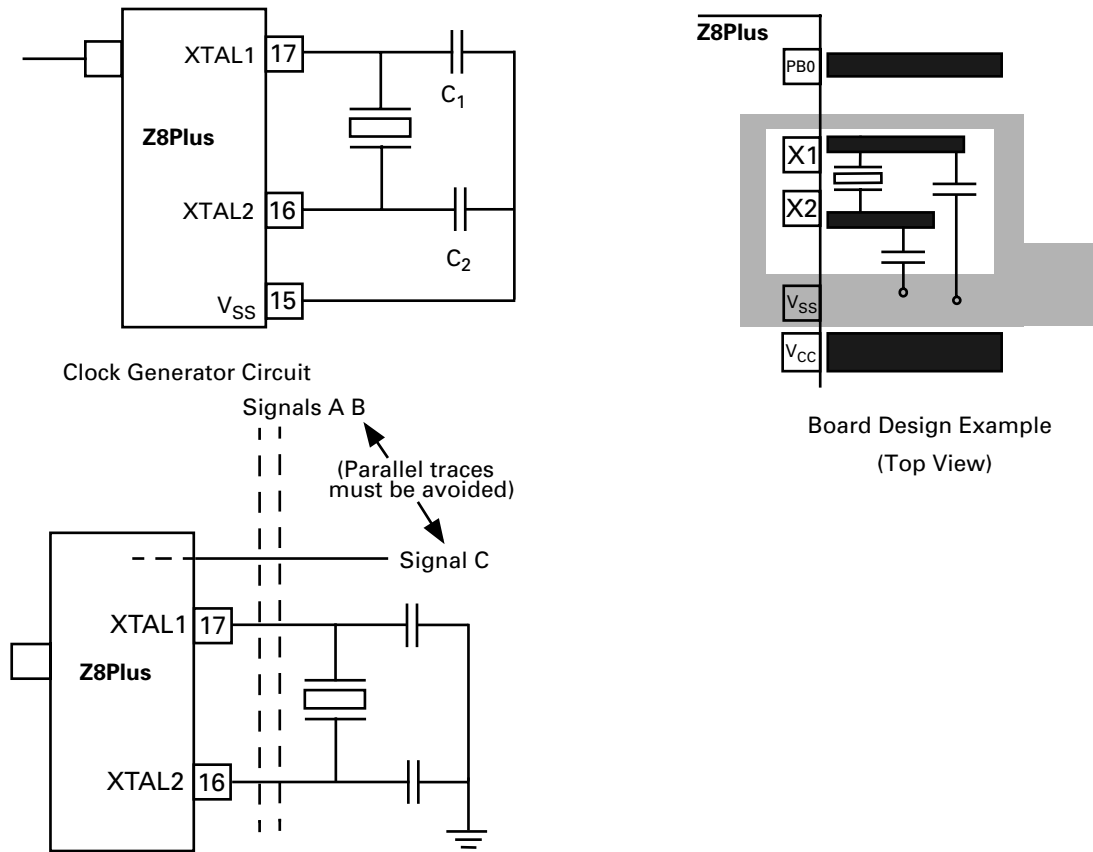 XTAL1 17
C1
Z8Plus
XTAL2 16
C2
VSS 15
Clock Generator Circuit
Z8Plus
PB0
X1
X2
VSS
VCC
Board Design Example
(Top View)
Signals A B
(Parallel traces
must be avoided)
Signal C
XTAL1 17
Z8Plus
XTAL2 16